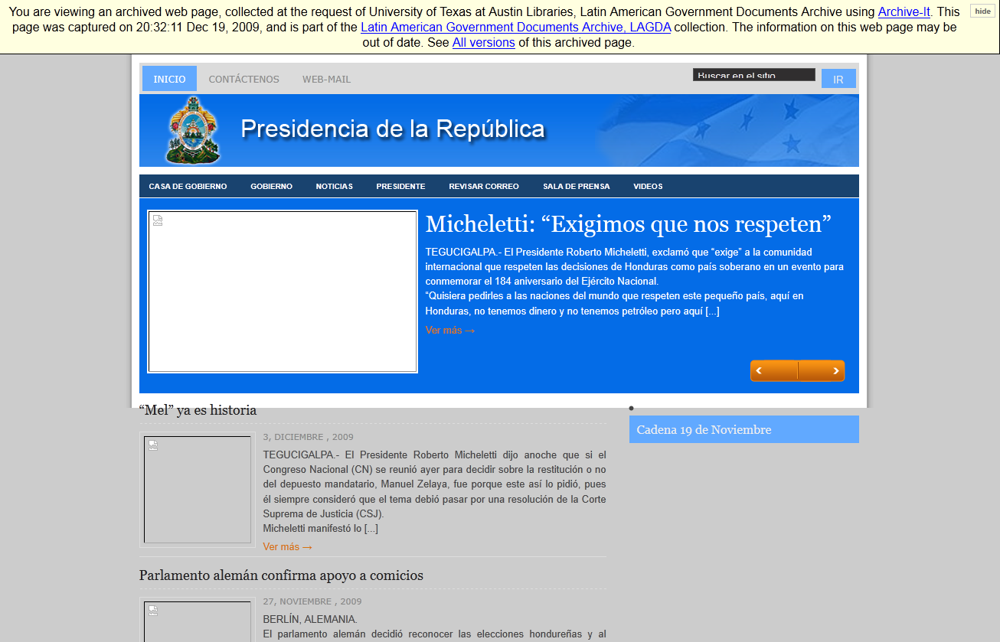 You are viewing an archived web page, collected at the request of University of Texas at Austin Libraries, Latin American Government Documents Archive using Archive-It. This
page was captured on 20:32:11 Dec 19, 2009, and is part of the Latin American Government Documents Archive, LAGDA collection. The information on this web page may be
out of date. See All versions of this archived page.
hide
INICIO CONTÁCTENOS WEB-MAIL Buscar en el sitio IR
Presidencia de la República
CASA DE GOBIERNO GOBIERNO NOTICIAS PRESIDENTE REVISAR CORREO SALA DE PRENSA VIDEOS
Micheletti: “Exigimos que nos respeten”
TEGUCIGALPA.- El Presidente Roberto Micheletti, exclamó que “exige” a la comunidad
internacional que respeten las decisiones de Honduras como país soberano en un evento para
conmemorar el 184 aniversario del Ejército Nacional.
“Quisiera pedirles a las naciones del mundo que respeten este pequeño país, aquí en
Honduras, no tenemos dinero y no tenemos petróleo pero aquí [...]
Ver más →
“Mel” ya es historia
3, DICIEMBRE , 2009
TEGUCIGALPA.- El Presidente Roberto Micheletti dijo anoche que si el
Congreso Nacional (CN) se reunió ayer para decidir sobre la restitución o no
del depuesto mandatario, Manuel Zelaya, fue porque este así lo pidió, pues
él siempre consideró que el tema debió pasar por una resolución de la Corte
Suprema de Justicia (CSJ).
Micheletti manifestó lo [...]
Ver más →
Parlamento alemán confirma apoyo a comicios
27, NOVIEMBRE , 2009
BERLÍN, ALEMANIA.
El parlamento alemán decidió reconocer las elecciones hondureñas y al
Cadena 19 de Noviembre